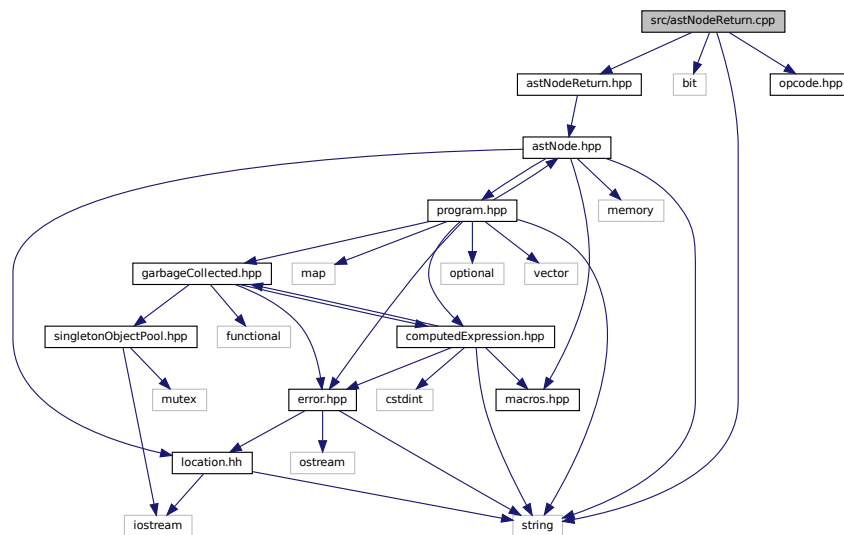 src/astNodeReturn.cpp
astNodeReturn.hpp
bit
opcode.hpp
astNode.hpp
program.hpp
memory
garbageCollected.hpp
map
optional
vector
singletonObjectPool.hpp
functional
computedExpression.hpp
mutex
error.hpp
cstdint
macros.hpp
location.hh
ostream
iostream
string